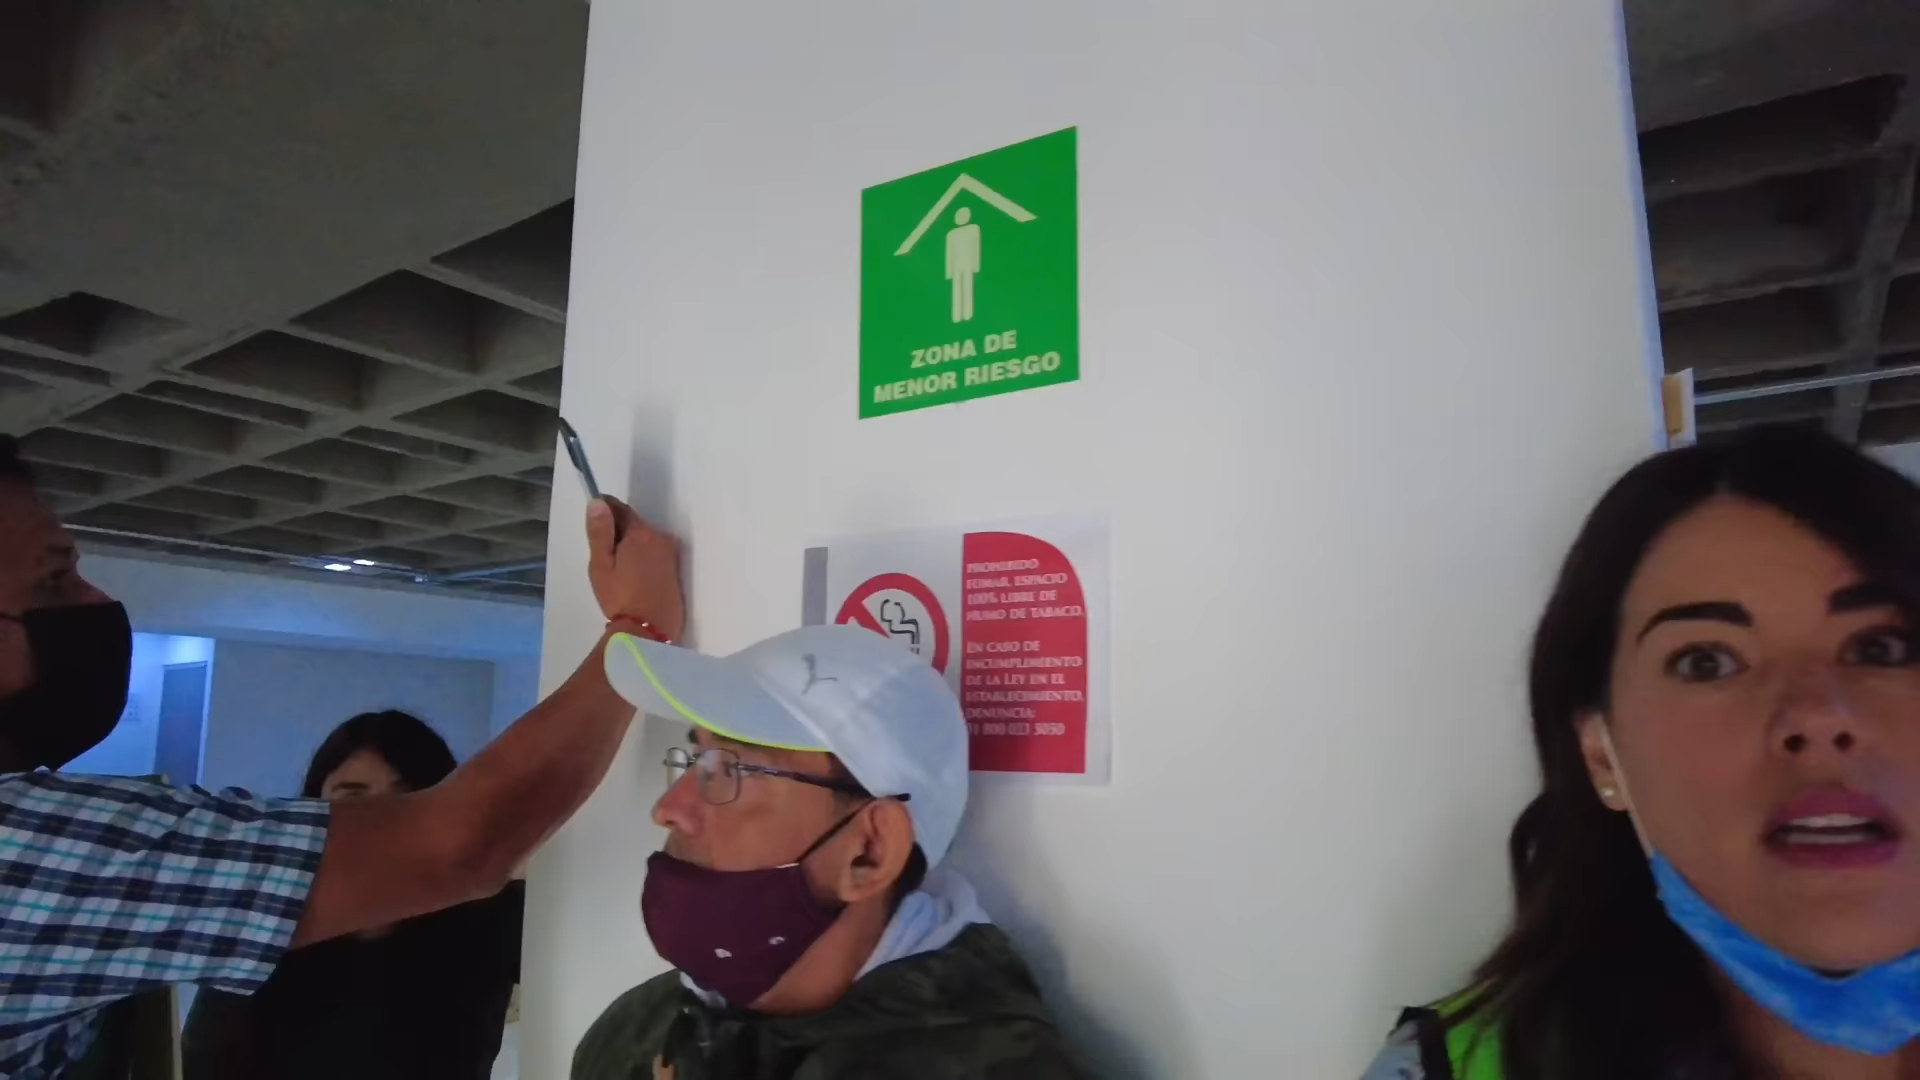 ZONA DE
MENOR RIESGO
PROHIBIDO
FUMAR, ESPACIO
100% LIBRE DE
HUMO DE TABACO.
EN CASO DE
INCUMPLIMIENTO
DE LA LEY EN EL
ESTABLECIMIENTO,
DENUNCIA:
01 800 033 5050